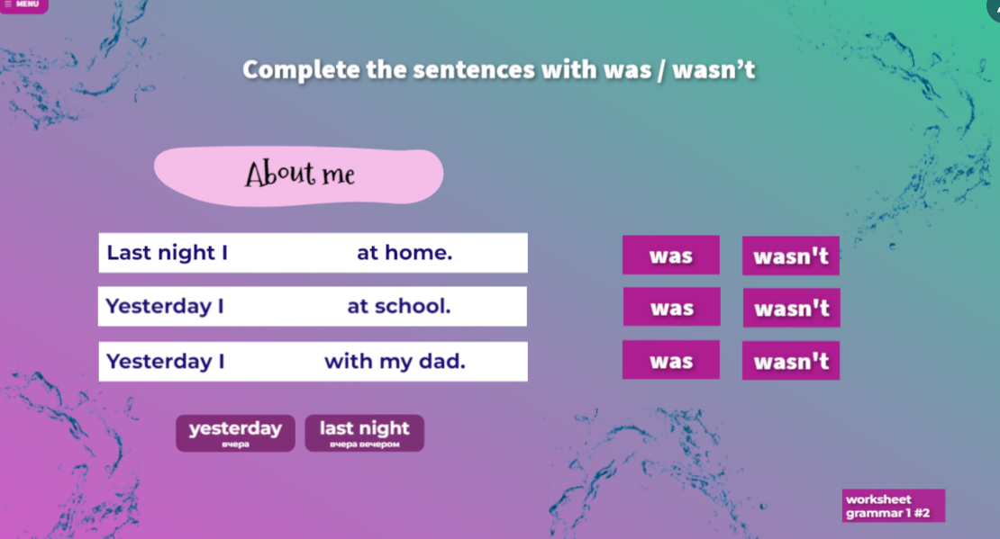 MENU
Complete the sentences with was / wasn’t
About me
Last night I at home.
was wasn't
Yesterday I at school.
was wasn't
Yesterday I with my dad.
was wasn't
yesterday
вчера
last night
вчера вечером
worksheet
grammar 1 #2